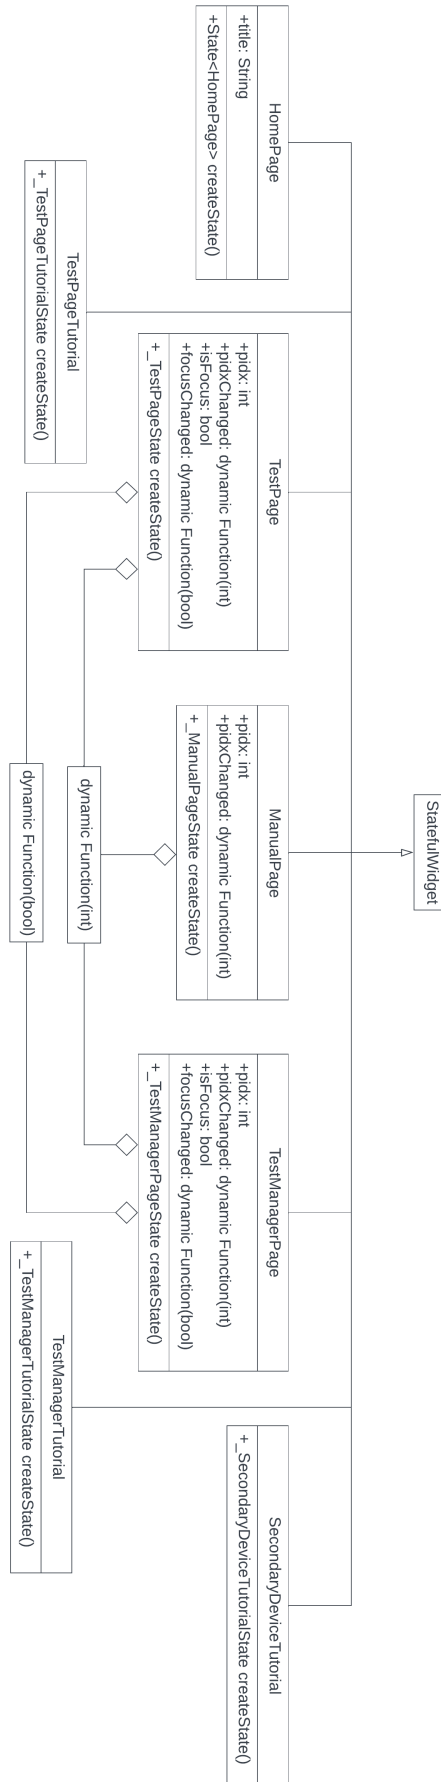 StatefulWidget
HomePage
+title: String
+State<HomePage> createState()
TestPageTutorial
+_TestPageTutorialState createState()
TestPage
+pidx: int
+pidxChanged: dynamic Function(int)
+isFocus: bool
+focusChanged: dynamic Function(bool)
+_TestPageState createState()
ManualPage
+pidx: int
+pidxChanged: dynamic Function(int)
+_ManualPageState createState()
TestManagerPage
+pidx: int
+pidxChanged: dynamic Function(int)
+isFocus: bool
+focusChanged: dynamic Function(bool)
+_TestManagerPageState createState()
TestManagerTutorial
+_TestManagerTutorialState createState()
SecondaryDeviceTutorial
+_SecondaryDeviceTutorialState createState()
dynamic Function(int)
dynamic Function(bool)